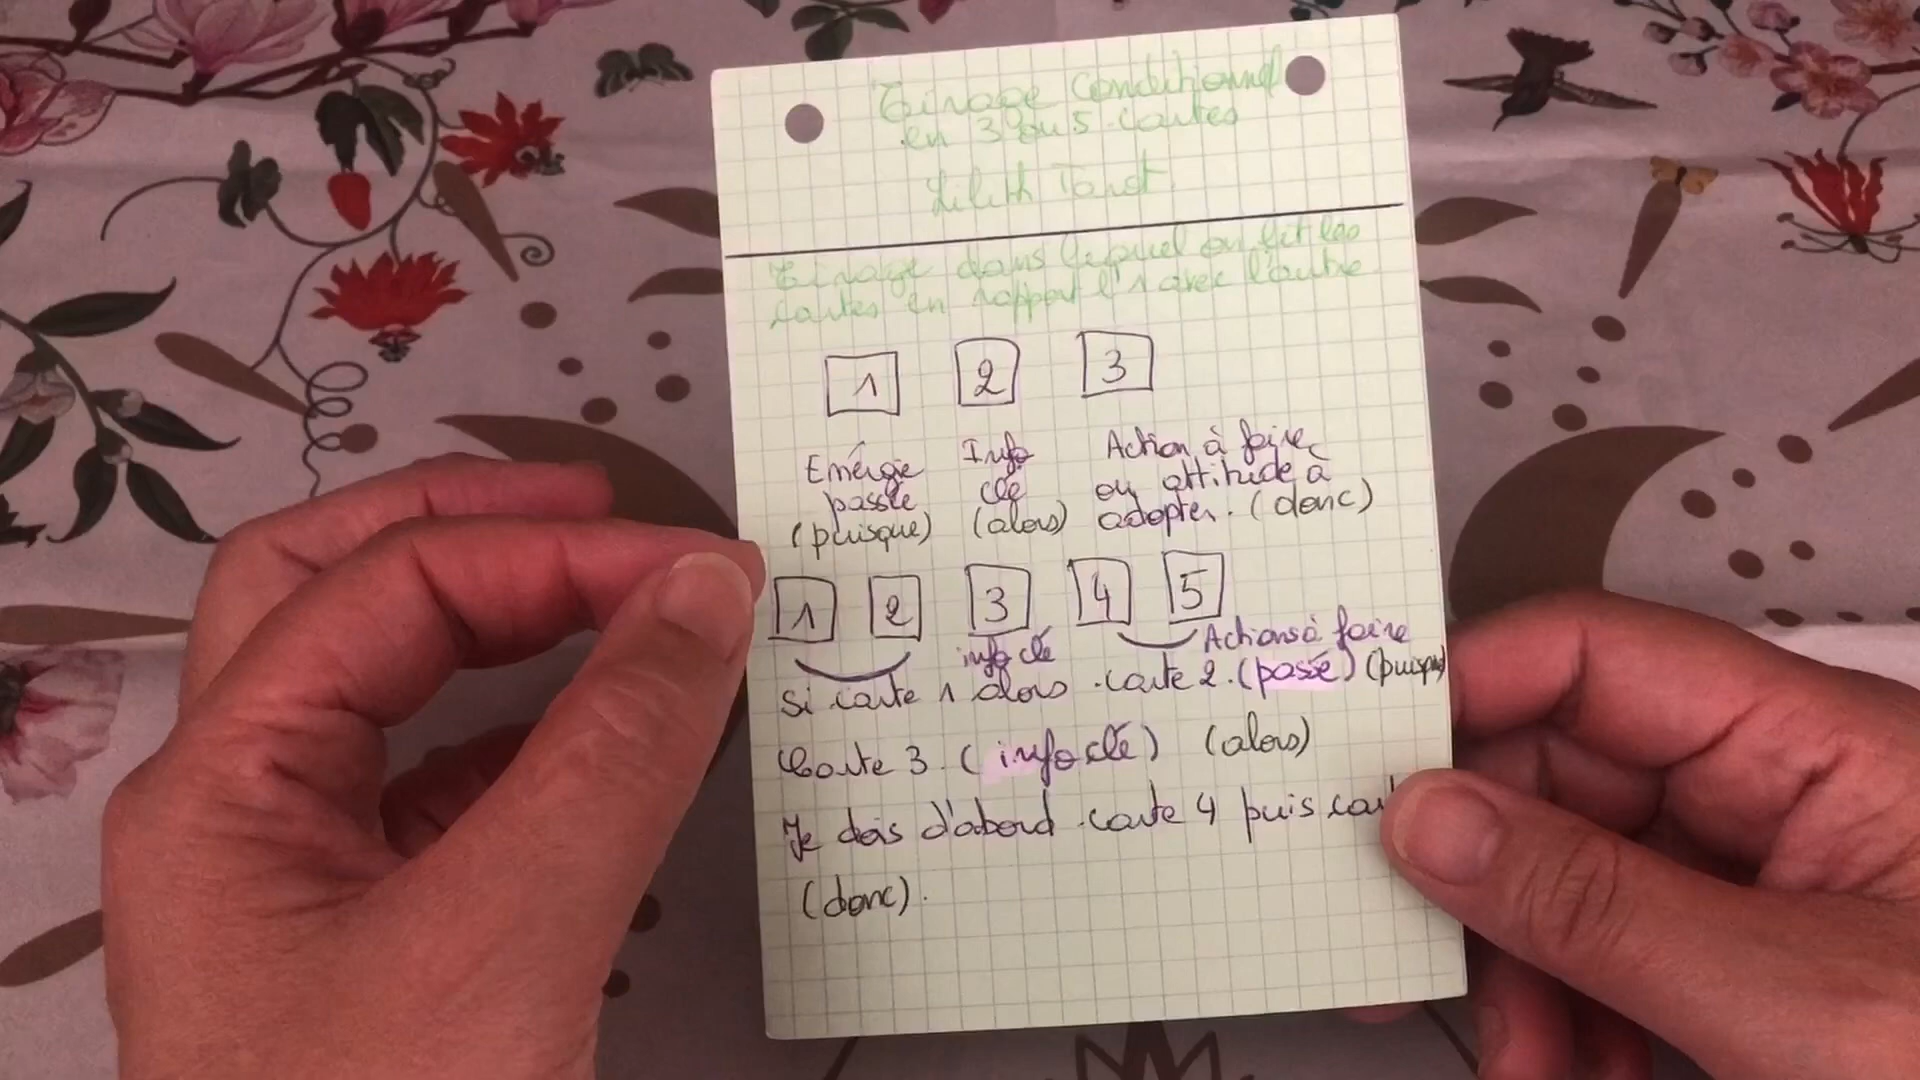 Tirage conditionnel
en 3 ou 5 cartes
Lilith Tarot
Tirage dans lequel on lit les
cartes en rapport l'1 avec l'autre
1 2 3
Enérgie passée (puisque)
Info clé (alors)
Action à faire ou attitude à adopter. (donc)
1 2 3 4 5
info clé
Actions à faire
Si carte 1 alors carte 2. (passé)
Carte 3. (info clé) (alors)
Je dois d'abord carte 4 puis
(donc).